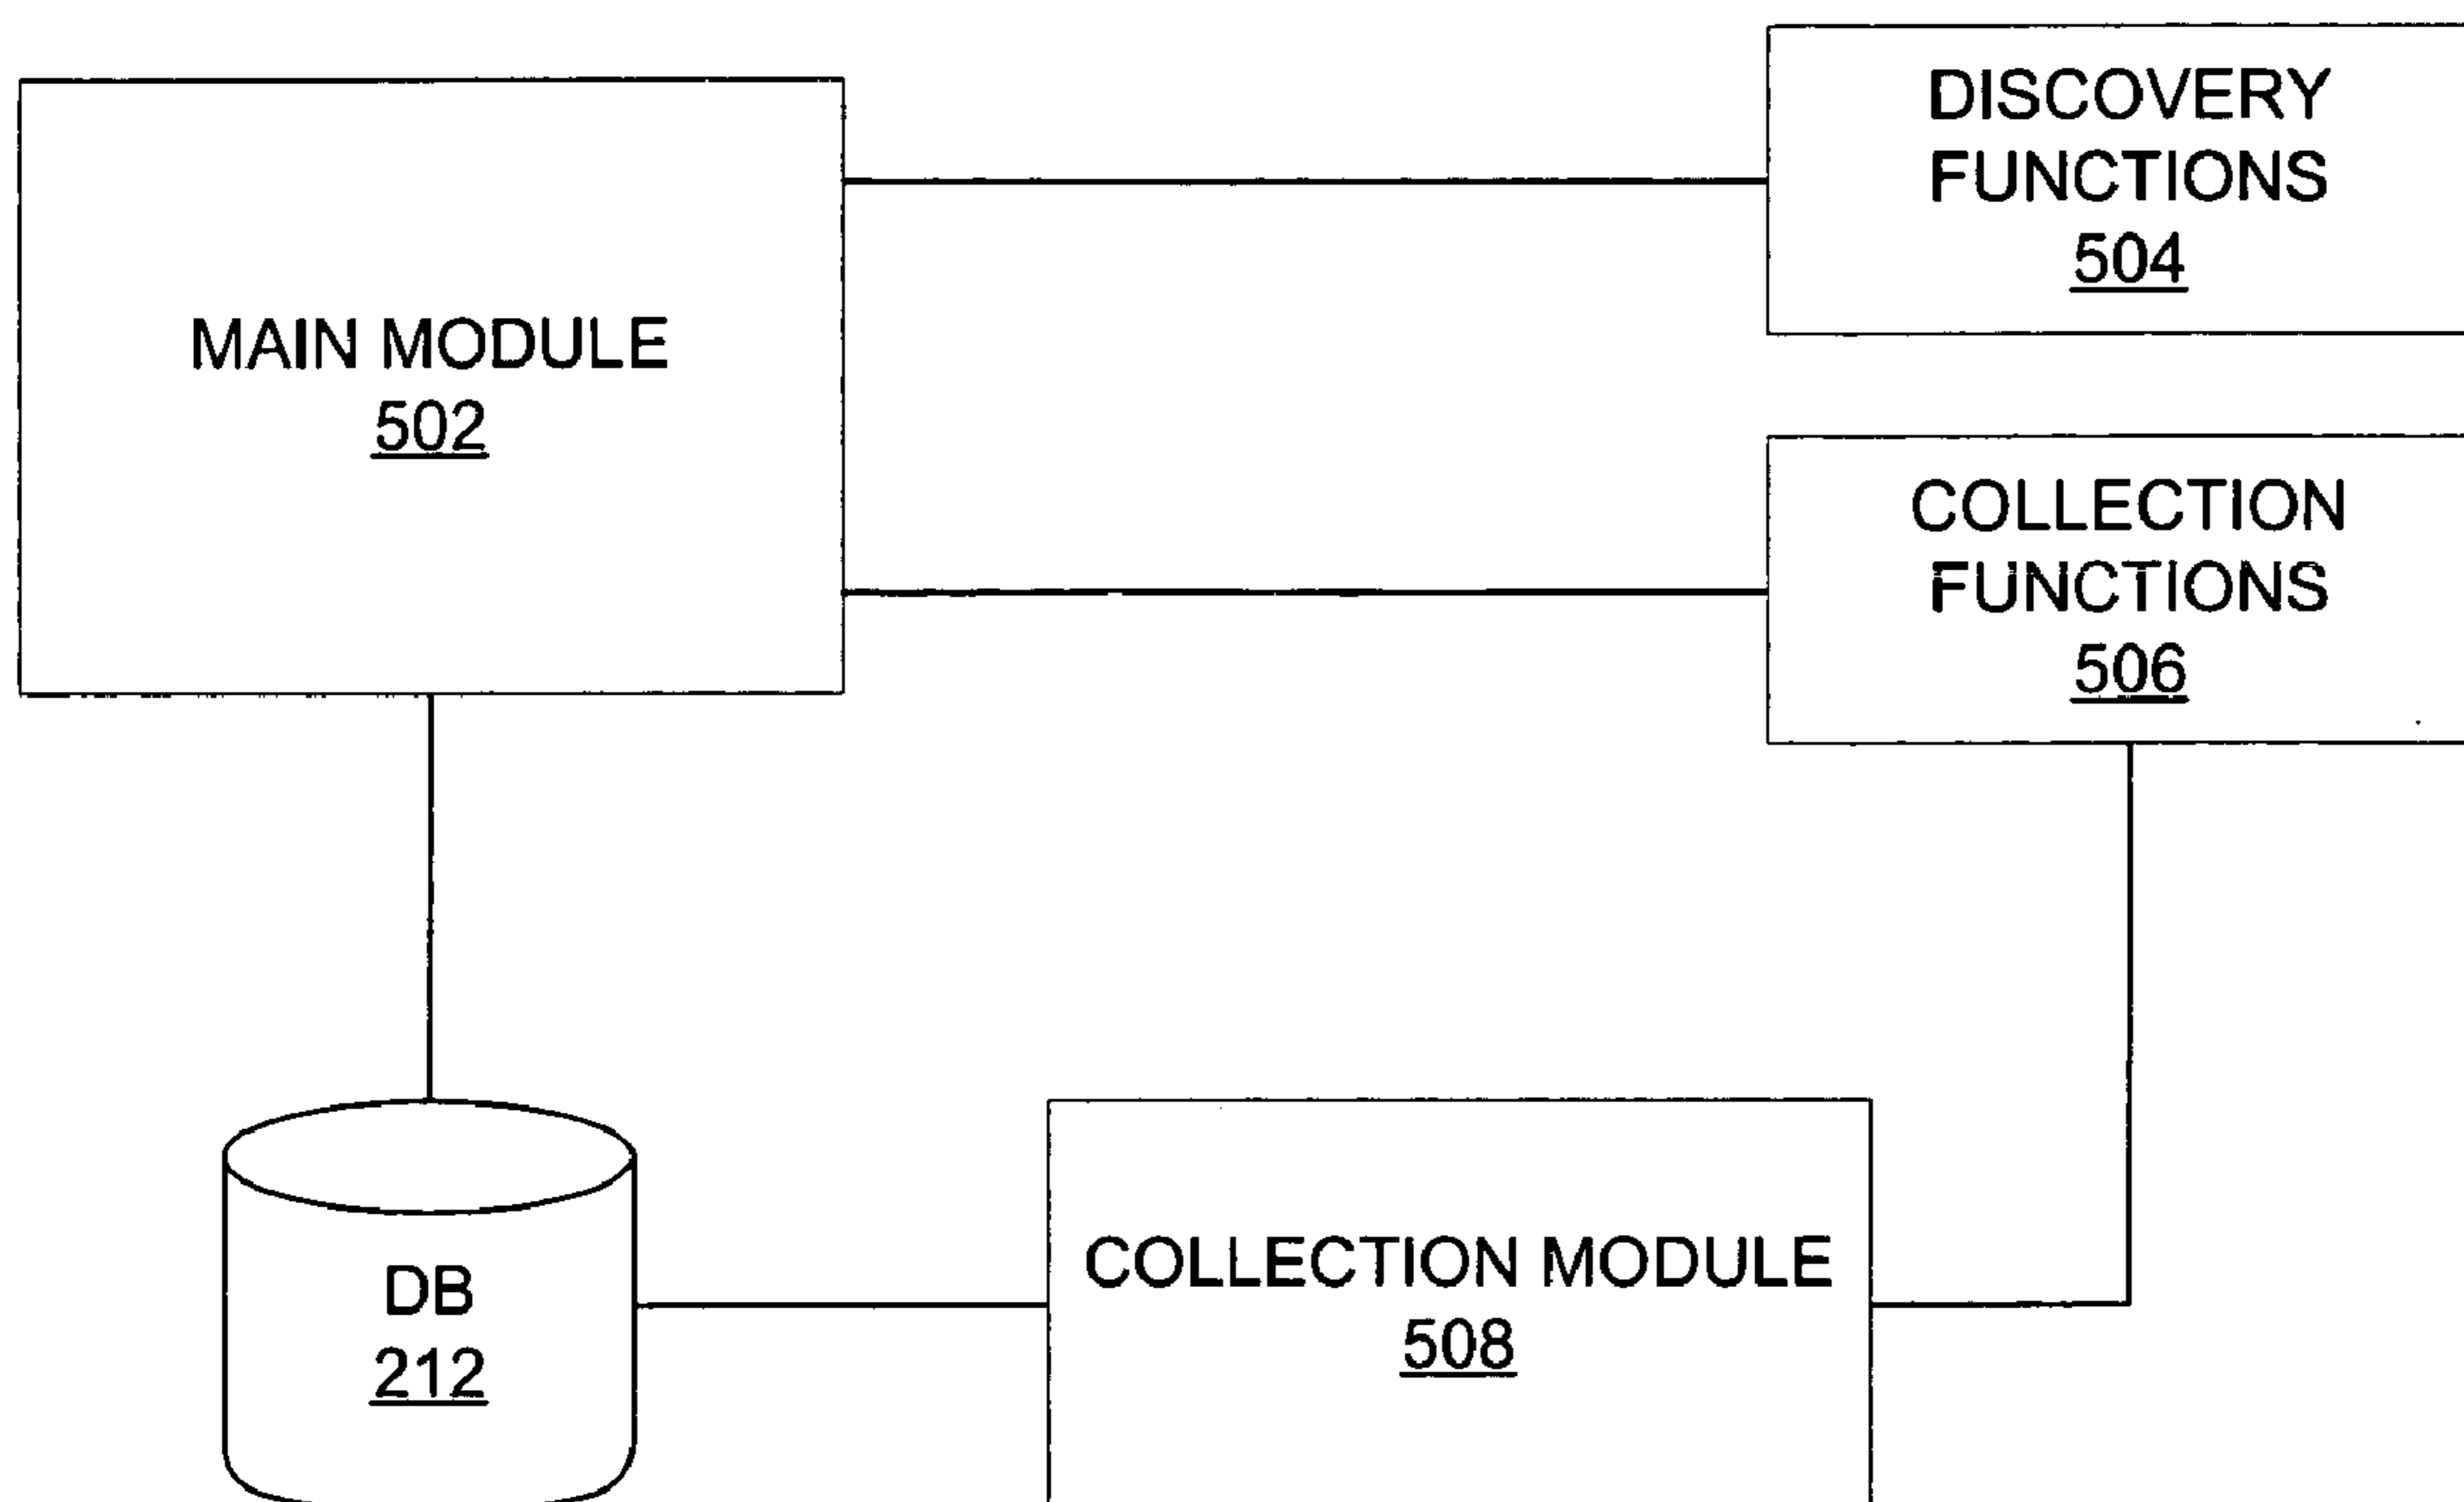 DISCOVERY
FUNCTIONS
504
MAIN MODULE
502
COLLECTION
FUNCTIONS
506
COLLECTION MODULE
508
DB
212